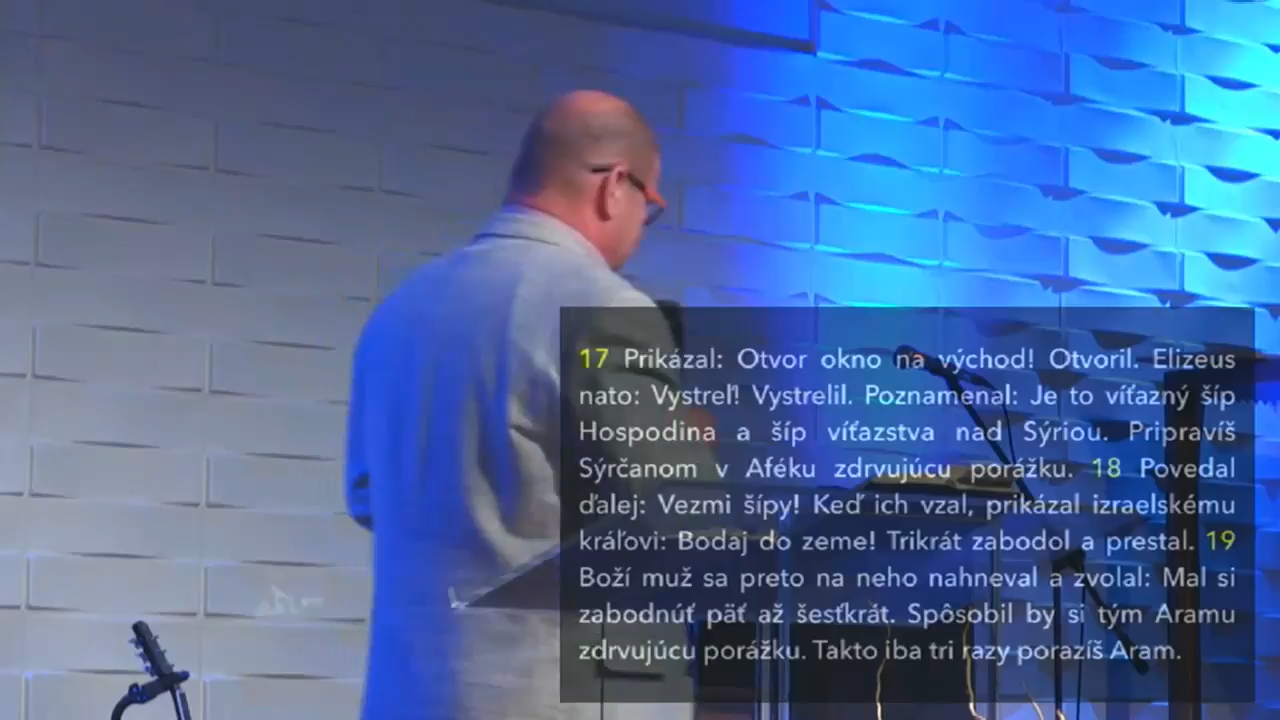 17 Prikázal: Otvor okno na východ! Otvoril. Elizeus
nato: Vystreľ! Vystrelil. Poznamenal: Je to víťazný šíp
Hospodina a šíp víťazstva nad Sýriou. Pripravíš
Sýrčanom v Aféku zdrvujúcu porážku. 18 Povedal
ďalej: Vezmi šípy! Keď ich vzal, prikázal izraelskému
kráľovi: Bodaj do zeme! Trikrát zabodol a prestal. 19
Boží muž sa preto na neho nahneval a zvolal: Mal si
zabodnúť päť až šesťkrát. Spôsobil by si tým Aramu
zdrvujúcu porážku. Takto iba tri razy porazíš Aram.